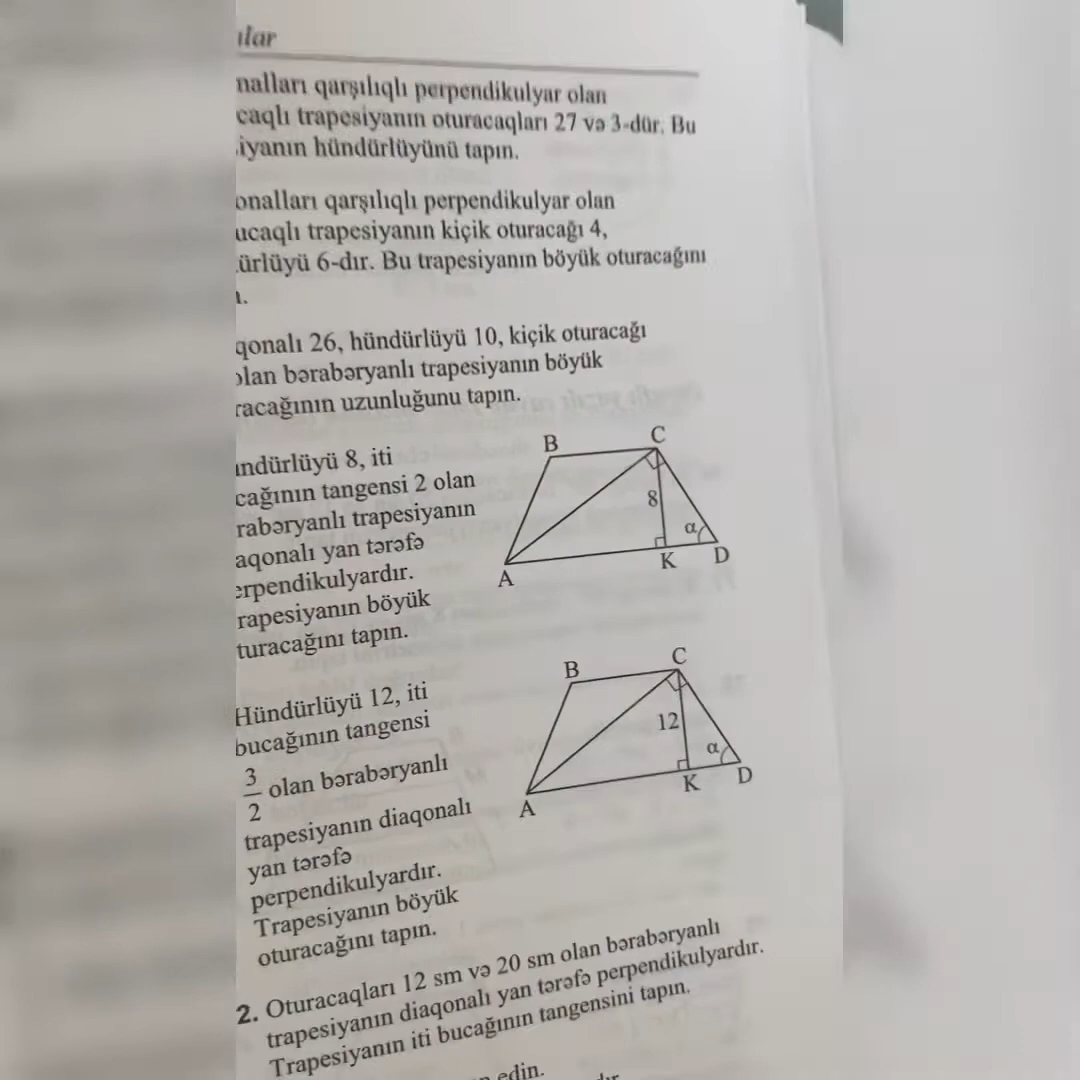 nalları qarşılıqlı perpendikulyar olan
caqlı trapesiyanın oturacaqları 27 və 3-dür. Bu
iyanın hündürlüyünü tapın.
onalları qarşılıqlı perpendikulyar olan
ucaqlı trapesiyanın kiçik oturacağı 4,
ürlüyü 6-dır. Bu trapesiyanın böyük oturacağını
qonalı 26, hündürlüyü 10, kiçik oturacağı
olan bərabəryanlı trapesiyanın böyük
racağının uzunluğunu tapın.
ndürlüyü 8, iti
cağının tangensi 2 olan
rabəryanlı trapesiyanın
aqonalı yan tərəfə
erpendikulyardır.
rapesiyanın böyük
turacağını tapın.
B
C
8
α
A
K
D
Hündürlüyü 12, iti
bucağının tangensi
3
2
olan bərabəryanlı
trapesiyanın diaqonalı
yan tərəfə
perpendikulyardır.
Trapesiyanın böyük
oturacağını tapın.
B
C
12
α
A
K
D
2. Oturacaqları 12 sm və 20 sm olan bərabəryanlı
trapesiyanın diaqonalı yan tərəfə perpendikulyardır.
Trapesiyanın iti bucağının tangensini tapın.
edin.